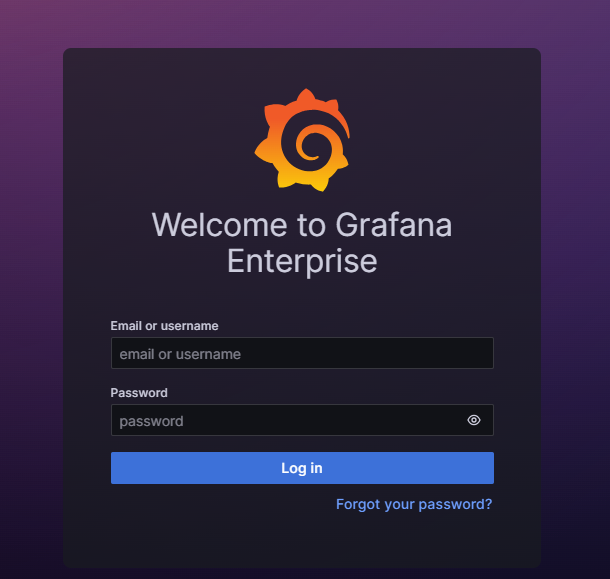 Welcome to Grafana
Enterprise
Email or username
email or username
Password
password
Log in
Forgot your password?